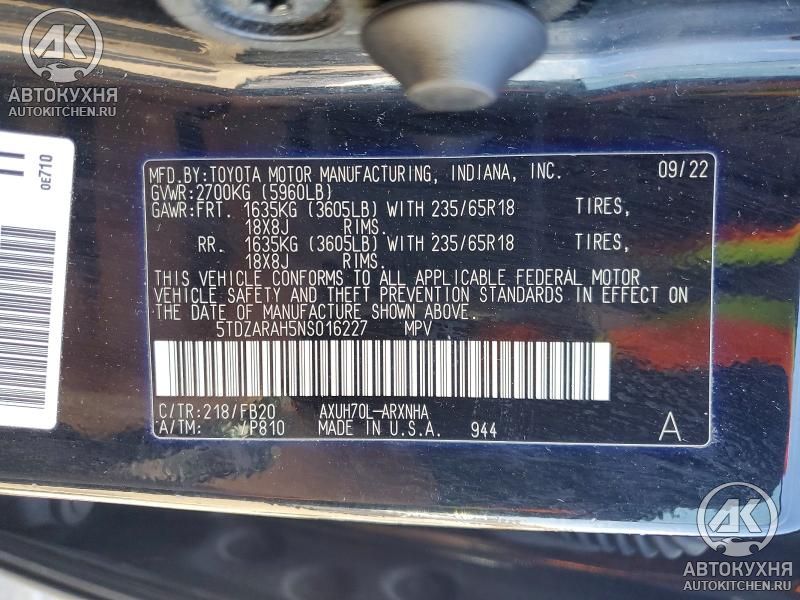 AK
АВТОКУХНЯ
AUTOKITCHEN.RU
0E710
MFD.BY:TOYOTA MOTOR MANUFACTURING, INDIANA, INC. 09/22
GVWR:2700KG (5960LB)
GAWR:FRT. 1635KG (3605LB) WITH 235/65R18 TIRES,
18X8J RIMS.
RR. 1635KG (3605LB) WITH 235/65R18 TIRES,
18X8J RIMS.
THIS VEHICLE CONFORMS TO ALL APPLICABLE FEDERAL MOTOR
VEHICLE SAFETY AND THEFT PREVENTION STANDARDS IN EFFECT ON
THE DATE OF MANUFACTURE SHOWN ABOVE.
5TDZARAH5NS016227 MPV
C/TR:218/FB20 AXUH70L-ARXNHA
A/TM: /P810 MADE IN U.S.A. 944 A
AK
АВТОКУХНЯ
AUTOKITCHEN.RU